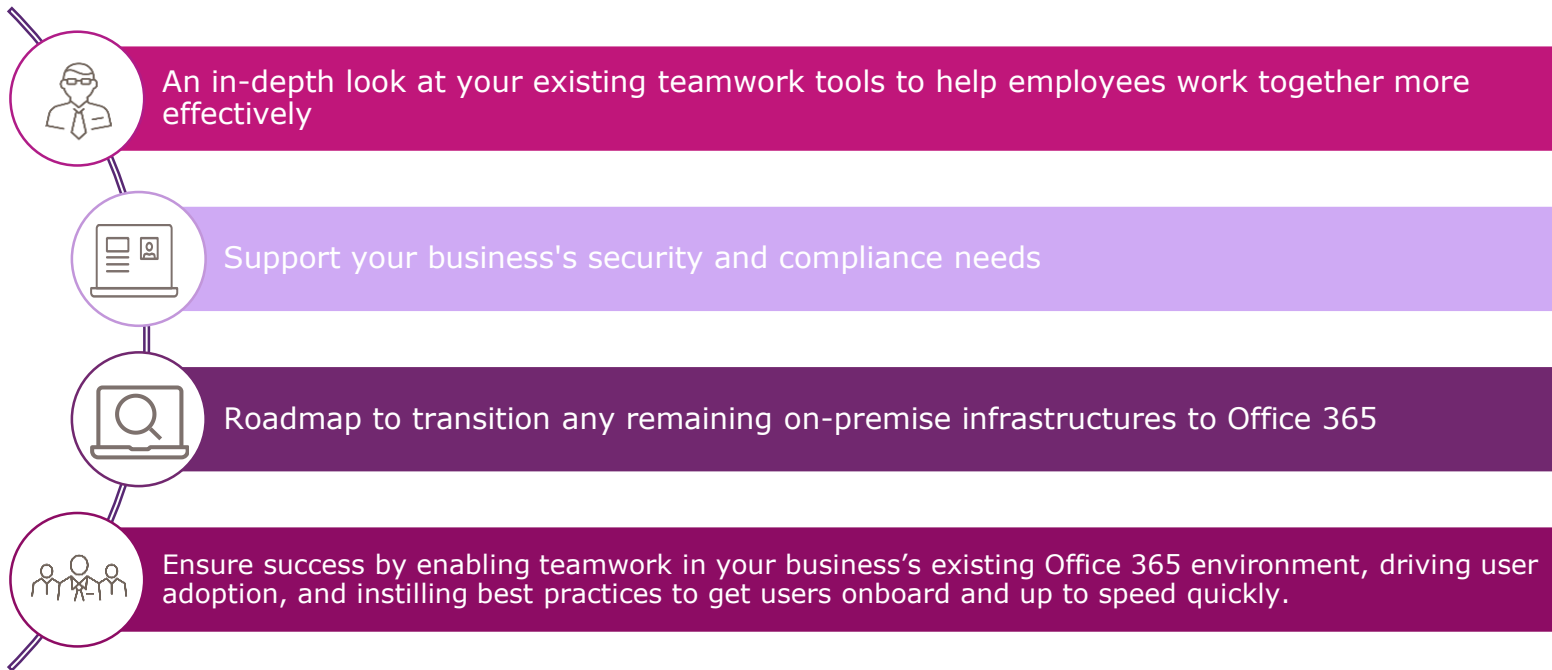 An in-depth look at your existing teamwork tools to help employees work together more
effectively
Support your business's security and compliance needs
Roadmap to transition any remaining on-premise infrastructures to Office 365
Ensure success by enabling teamwork in your business’s existing Office 365 environment, driving user
adoption, and instilling best practices to get users onboard and up to speed quickly.